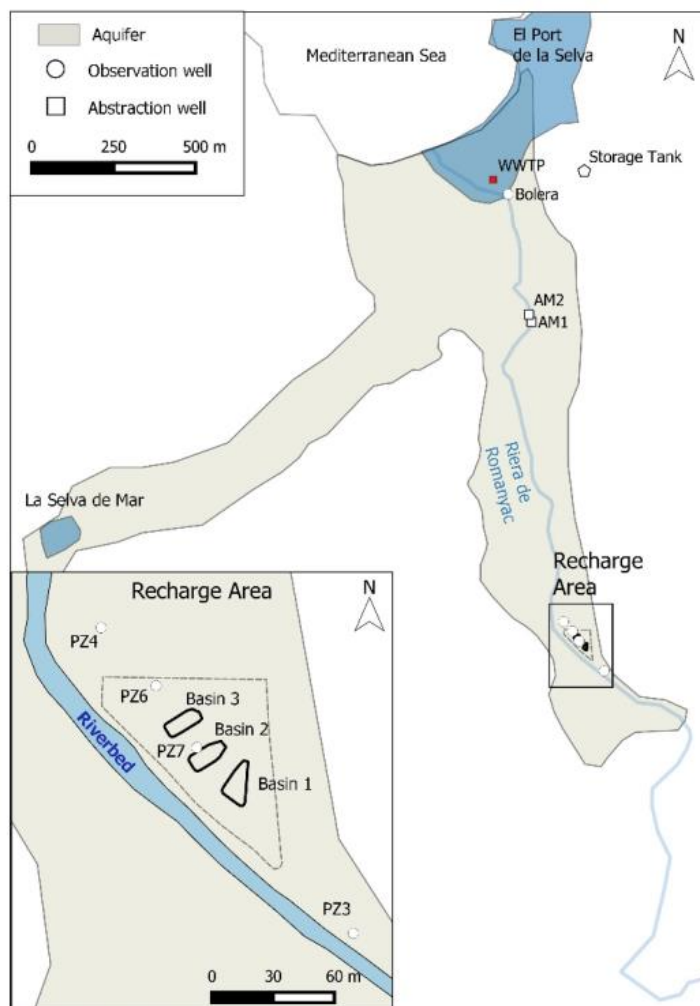 Aquifer
Observation well
Abstraction well
0 250 500 m
Mediterranean Sea
El Port
de la Selva
N
WWTP
Storage Tank
Bolera
AM2
AM1
Riera de
Romanyac
La Selva de Mar
Recharge
Area
Recharge Area
N
PZ4
PZ6
Basin 3
Basin 2
PZ7
Basin 1
Riverbed
PZ3
0 30 60 m